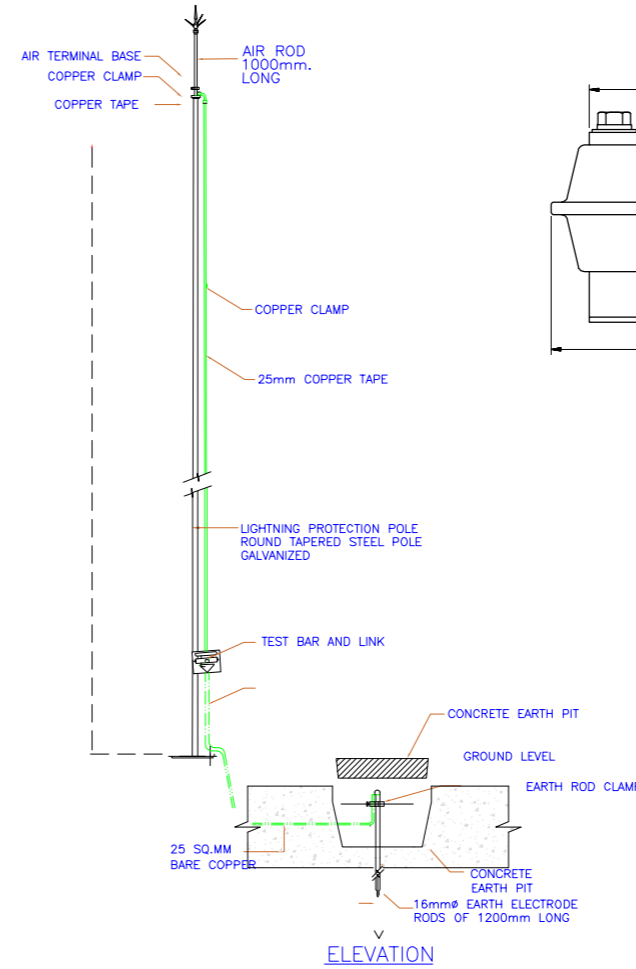 AIR TERMINAL BASE
AIR ROD
1000mm.
LONG
COPPER CLAMP
COPPER TAPE
COPPER CLAMP
25mm COPPER TAPE
LIGHTNING PROTECTION POLE
ROUND TAPERED STEEL POLE
GALVANIZED
TEST BAR AND LINK
CONCRETE EARTH PIT
GROUND LEVEL
EARTH ROD CLAMP
25 SQ.MM
BARE COPPER
CONCRETE
EARTH PIT
16mmø EARTH ELECTRODE
RODS OF 1200mm LONG
ELEVATION